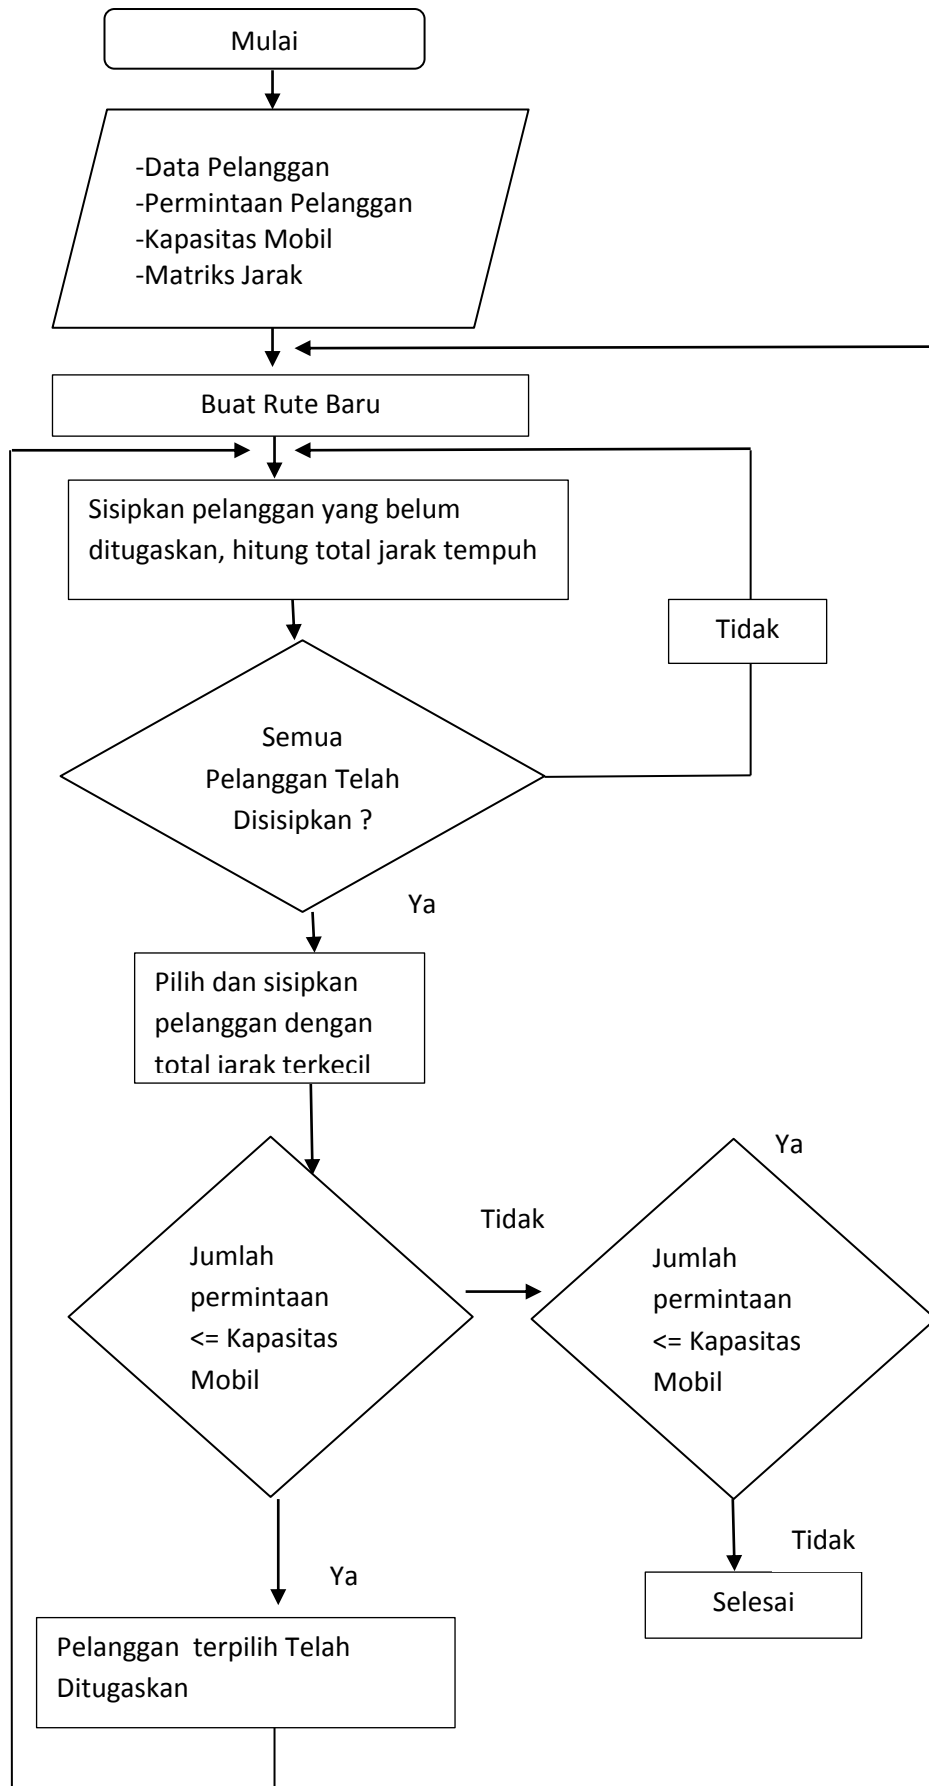 Mulai
-Data Pelanggan
-Permintaan Pelanggan
-Kapasitas Mobil
-Matriks Jarak
Buat Rute Baru
Sisipkan pelanggan yang belum
ditugaskan, hitung total jarak tempuh
Tidak
Semua
Pelanggan Telah
Disisipkan ?
Ya
Pilih dan sisipkan
pelanggan dengan
total jarak terkecil
Ya
Tidak
Jumlah
permintaan
<= Kapasitas
Mobil
Jumlah
permintaan
<= Kapasitas
Mobil
Tidak
Ya
Selesai
Pelanggan  terpilih Telah
Ditugaskan